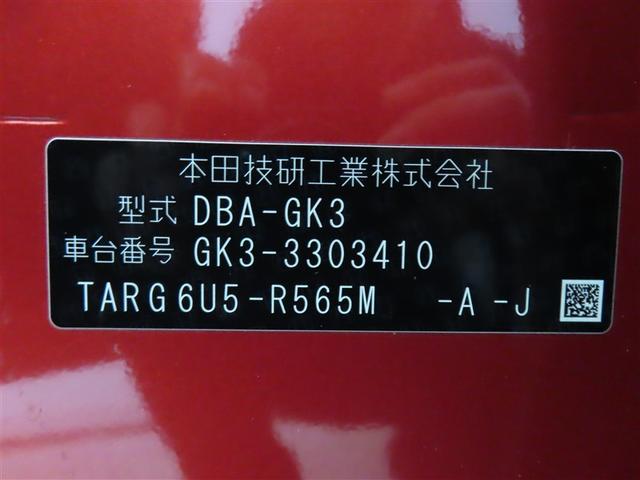 本田技研工業株式会社
型式 DBA-GK3
車台番号 GK3-3303410
TARG6U5-R565M -A -J